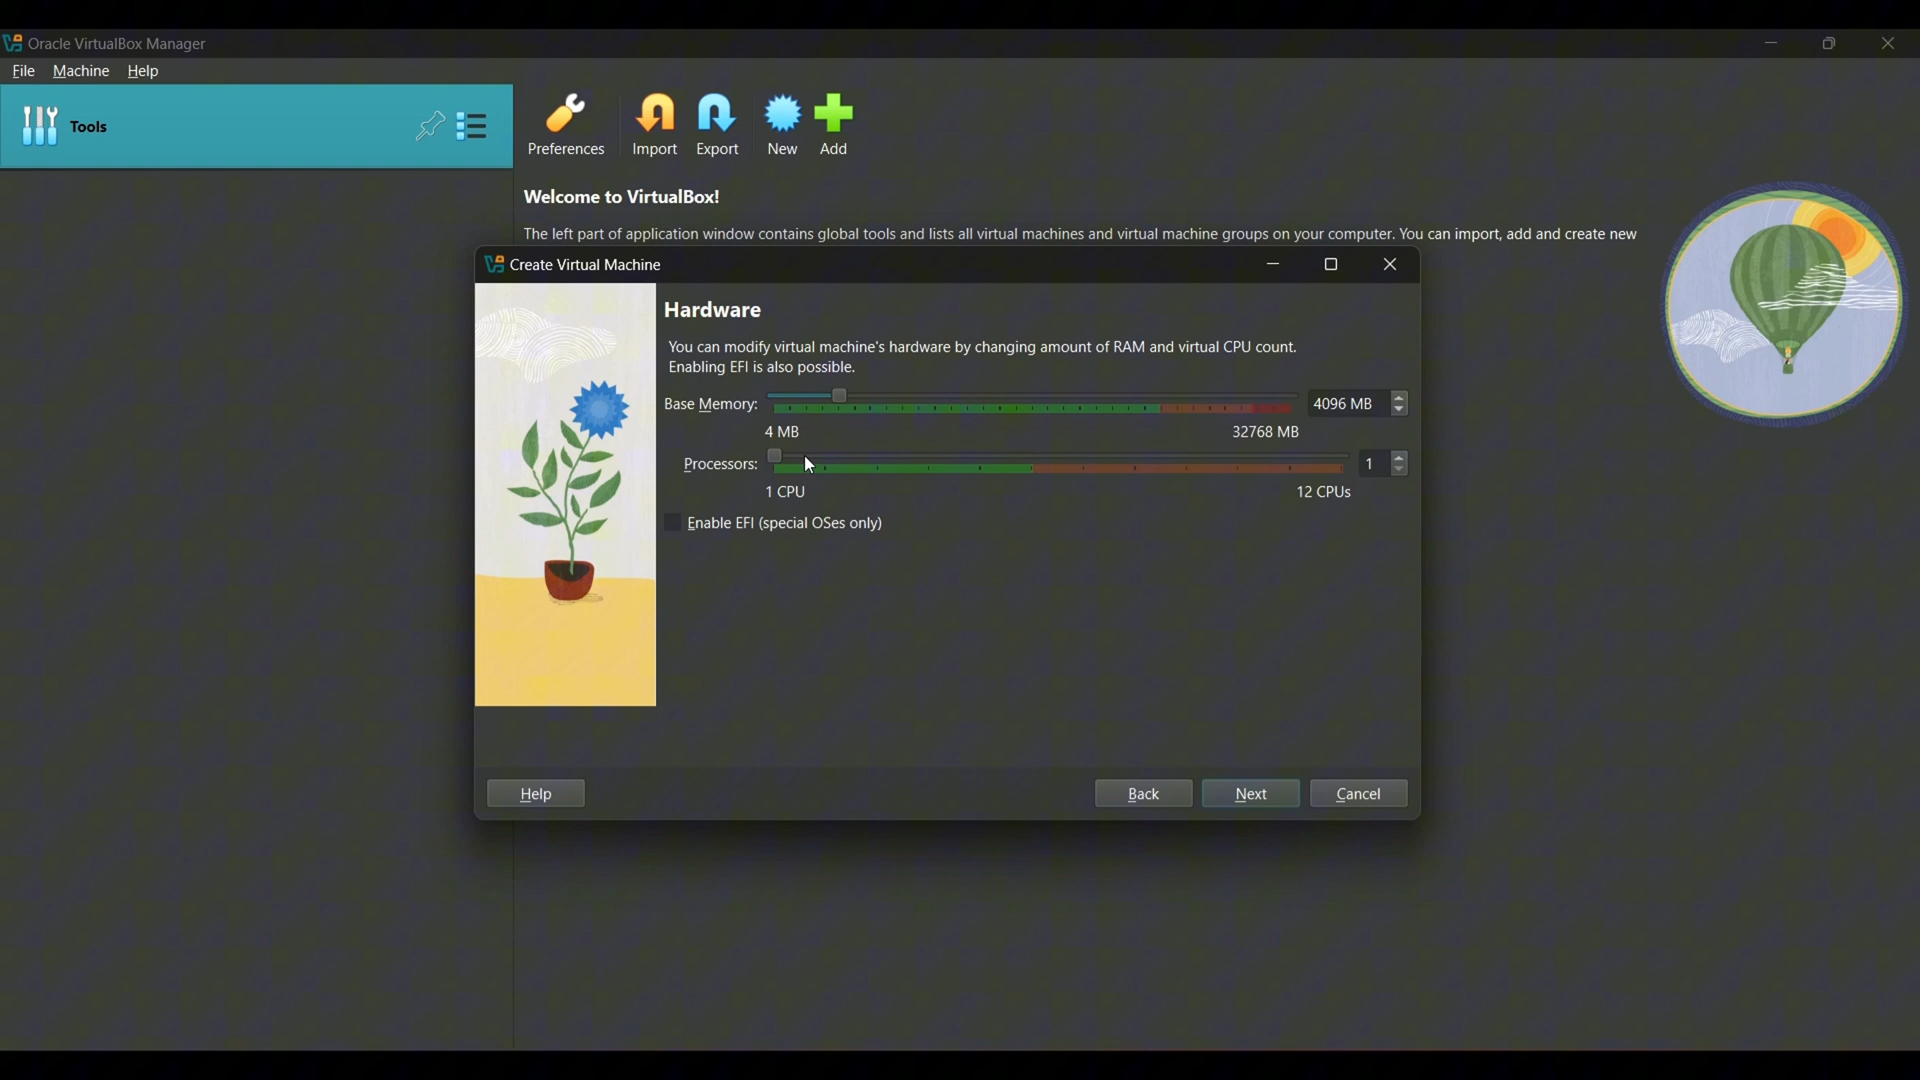 Oracle VirtualBox Manager
File Machine Help
Tools
Preferences Import Export New Add
Welcome to VirtualBox!
The left part of application window contains global tools and lists all virtual machines and virtual machine groups on your computer. You can import, add and create new
Create Virtual Machine
Hardware
You can modify virtual machine's hardware by changing amount of RAM and virtual CPU count.
Enabling EFI is also possible.
Base Memory: 4096 MB
4 MB 32768 MB
Processors: 1
1 CPU 12 CPUs
Enable EFI (special OSes only)
Help Back Next Cancel